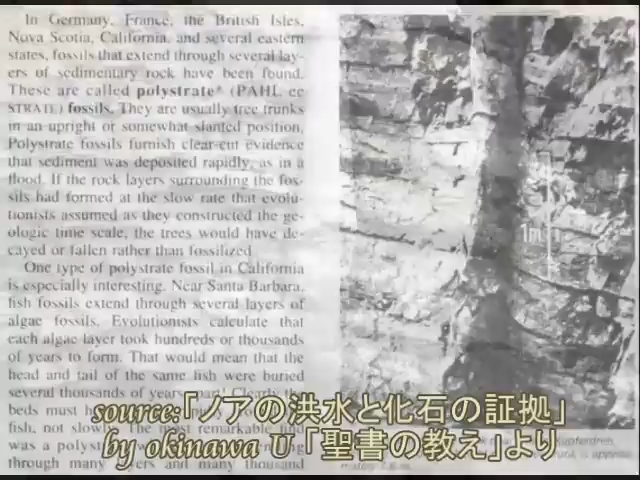 In Germany, France, the British Isles,
Nova Scotia, California, and several eastern
states, fossils that extend through several lay-
ers of sedimentary rock have been found.
These are called polystrate* (PAHL ee
STRATE) fossils. They are usually tree trunks
in an upright or somewhat slanted position.
Polystrate fossils furnish clear-cut evidence
that sediment was deposited rapidly, as in a
flood. If the rock layers surrounding the fos-
sils had formed at the slow rate that evolu-
tionists assumed as they constructed the ge-
ologic time scale, the trees would have de-
cayed or fallen rather than fossilized.
One type of polystrate fossil in California
is especially interesting. Near Santa Barbara,
fish fossils extend through several layers of
algae fossils. Evolutionists calculate that
each algae layer took hundreds or thousands
of years to form. That would mean that the
head and tail of the same fish were buried
several thousands of years
beds must
fish, not slowly. The most remarkable find
was a polyst
through many layers and many thousand
1m
Kupferdreh,
source:「ノアの洪水と化石の証拠」
by okinawa U「聖書の教え」より